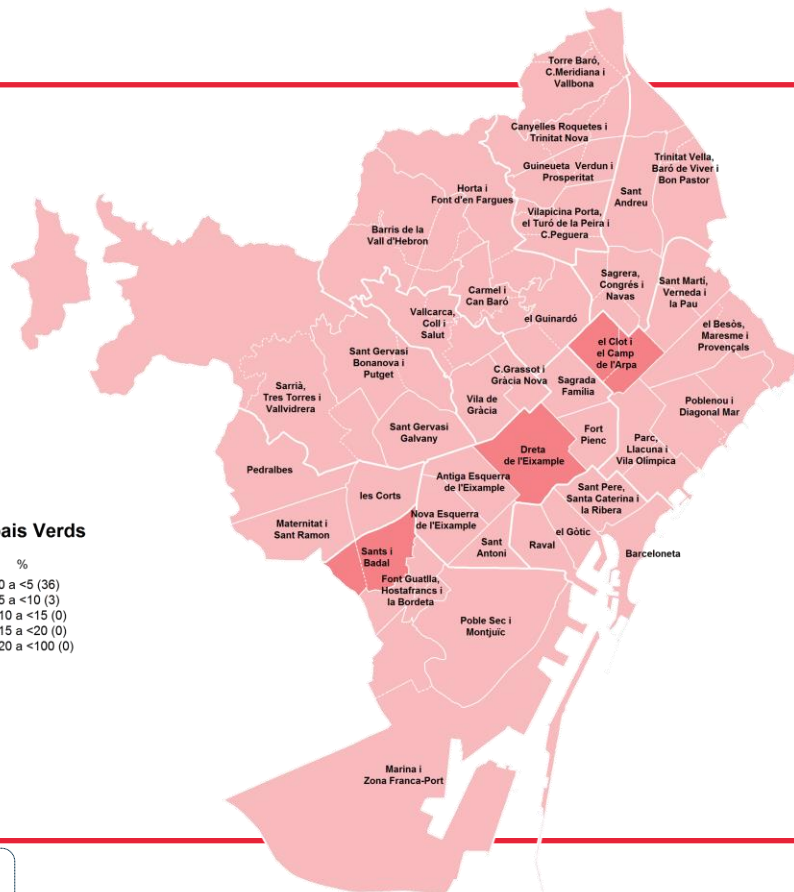 Torre Baró,
C.Meridiana i
Vallbona
Canyelles Roquetes i
Trinitat Nova
Trinitat Vella,
Baró de Viver i
Bon Pastor
Guineueta Verdun i
Prosperitat
Horta i
Font d'en Fargues
Sant
Andreu
Vilapicina Porta,
el Turó de la Peira i
C.Peguera
Barris de la
Vall d'Hebron
Sagrera,
Congrés i
Navas
Sant Martí,
Verneda i
la Pau
Carmel i
Can Baró
Vallcarca,
Coll i
Salut
el Guinardó
el Besòs,
Maresme i
Provençals
el Clot i
el Camp
de l'Arpa
Sant Gervasi
Bonanova i
Putget
C.Grassot i
Gràcia Nova
Sagrada
Família
Sarrià,
Tres Torres i
Vallvidrera
Vila de
Gràcia
Poblenou i
Diagonal Mar
Sant Gervasi
Galvany
Fort
Pienc
Parc,
Llacuna i
Vila Olímpica
Dreta
de l'Eixample
Pedralbes
Antiga Esquerra
de l'Eixample
Sant Pere,
Santa Caterina i
la Ribera
les Corts
Nova Esquerra
de l'Eixample
Maternitat i
Sant Ramon
el Gòtic
Sant
Antoni
Raval
Barceloneta
Sants i
Badal
Font Guatlla,
Hostafrancs i
la Bordeta
Poble Sec i
Montjuïc
Marina i
Zona Franca-Port
ais Verds
%
0 a <5 (36)
5 a <10 (3)
10 a <15 (0)
15 a <20 (0)
20 a <100 (0)